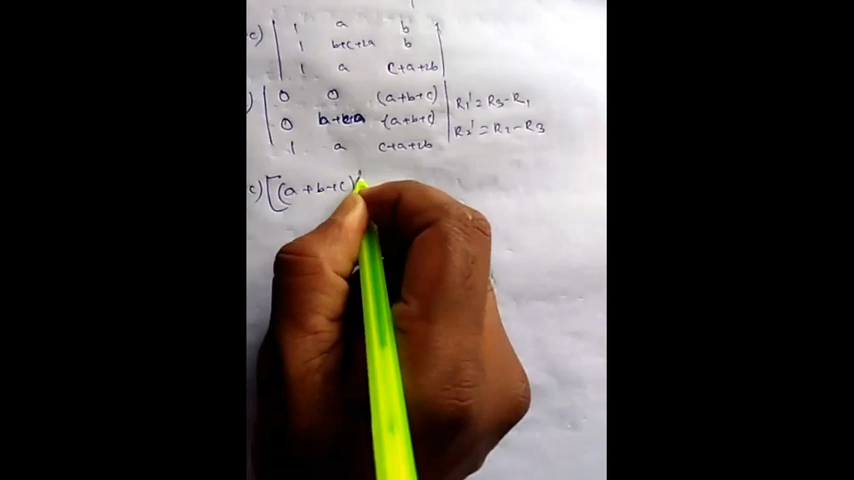 c) | 1 a b |
| 1 b+c+2a b |
| 1 a c+a+2b |
) | 0 0 (a+b+c) | R₁' = R₃-R₁
| 0 a+b+c -(a+b+c) | R₂' = R₂-R₃
| 1 a c+a+2b |
c) [(a+b+c)